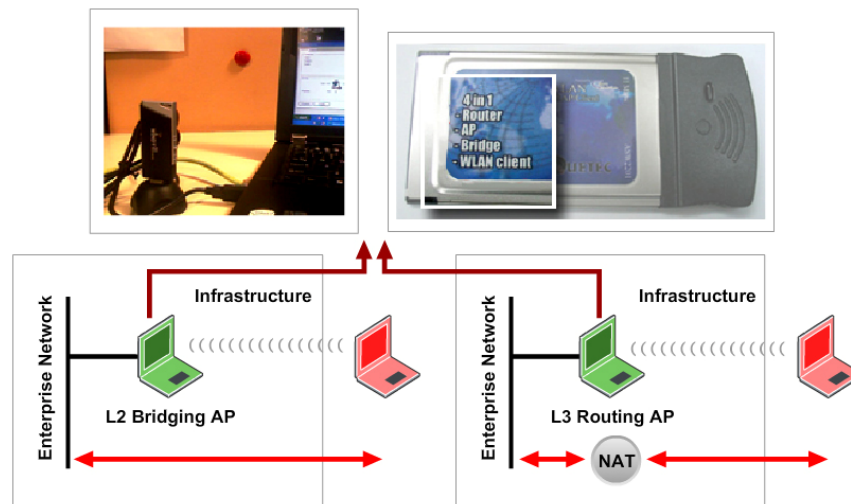 4 in 1
- Router
- AP
- Bridge
- WLAN client
Infrastructure
Enterprise Network
L2 Bridging AP
Infrastructure
Enterprise Network
L3 Routing AP
NAT